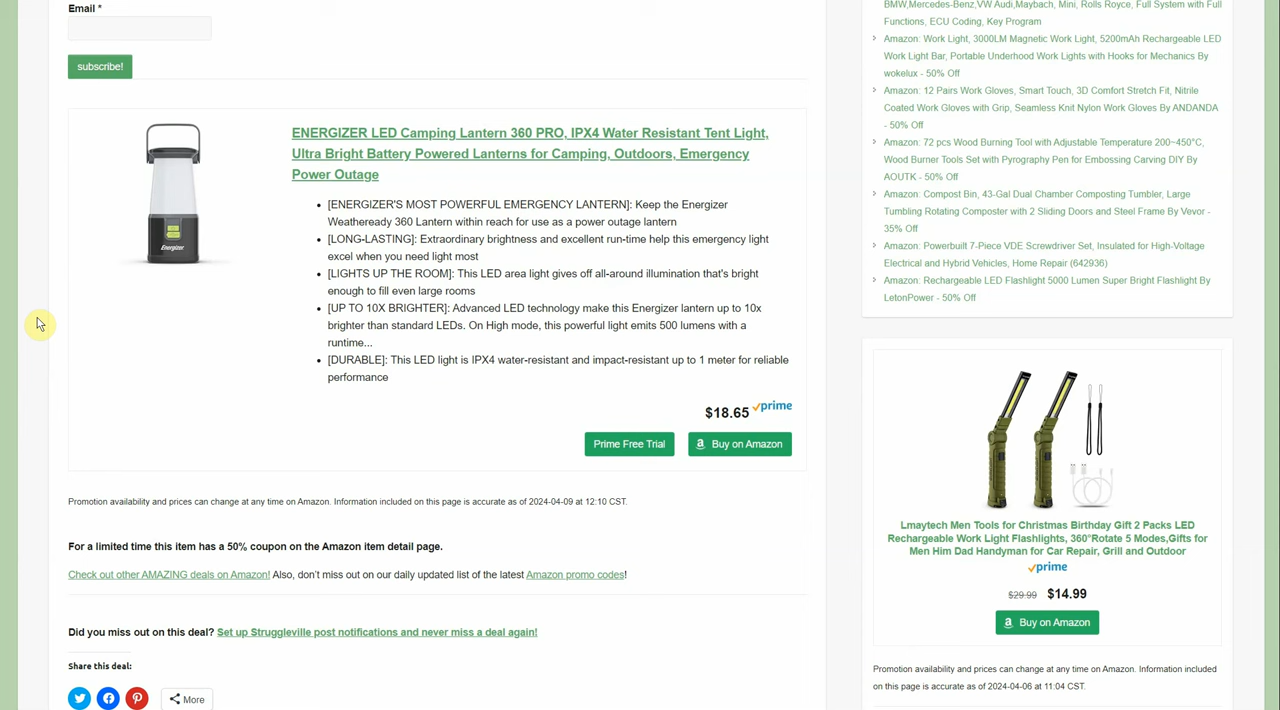 Email *
subscribe!
ENERGIZER LED Camping Lantern 360 PRO, IPX4 Water Resistant Tent Light,
Ultra Bright Battery Powered Lanterns for Camping, Outdoors, Emergency
Power Outage
[ENERGIZER'S MOST POWERFUL EMERGENCY LANTERN]: Keep the Energizer
Weatheready 360 Lantern within reach for use as a power outage lantern
[LONG-LASTING]: Extraordinary brightness and excellent run-time help this emergency light
excel when you need light most
[LIGHTS UP THE ROOM]: This LED area light gives off all-around illumination that's bright
enough to fill even large rooms
[UP TO 10X BRIGHTER]: Advanced LED technology make this Energizer lantern up to 10x
brighter than standard LEDs. On High mode, this powerful light emits 500 lumens with a
runtime...
[DURABLE]: This LED light is IPX4 water-resistant and impact-resistant up to 1 meter for reliable
performance
Energizer
$18.65 prime
Prime Free Trial
Buy on Amazon
Promotion availability and prices can change at any time on Amazon. Information included on this page is accurate as of 2024-04-09 at 12:10 CST.
For a limited time this item has a 50% coupon on the Amazon item detail page.
Check out other AMAZING deals on Amazon! Also, don't miss out on our daily updated list of the latest Amazon promo codes!
Did you miss out on this deal? Set up Struggleville post notifications and never miss a deal again!
Share this deal:
More
BMW,Mercedes-Benz,VW Audi,Maybach, Mini, Rolls Royce, Full System with Full
Functions, ECU Coding, Key Program
Amazon: Work Light, 3000LM Magnetic Work Light, 5200mAh Rechargeable LED
Work Light Bar, Portable Underhood Work Lights with Hooks for Mechanics By
wokelux - 50% Off
Amazon: 12 Pairs Work Gloves, Smart Touch, 3D Comfort Stretch Fit, Nitrile
Coated Work Gloves with Grip, Seamless Knit Nylon Work Gloves By ANDANDA
- 50% Off
Amazon: 72 pcs Wood Burning Tool with Adjustable Temperature 200~450°C,
Wood Burner Tools Set with Pyrography Pen for Embossing Carving DIY By
AOUTK - 50% Off
Amazon: Compost Bin, 43-Gal Dual Chamber Composting Tumbler, Large
Tumbling Rotating Composter with 2 Sliding Doors and Steel Frame By Vevor -
35% Off
Amazon: Powerbuilt 7-Piece VDE Screwdriver Set, Insulated for High-Voltage
Electrical and Hybrid Vehicles, Home Repair (642936)
Amazon: Rechargeable LED Flashlight 5000 Lumen Super Bright Flashlight By
LetonPower - 50% Off
Lmaytech Men Tools for Christmas Birthday Gift 2 Packs LED
Rechargeable Work Light Flashlights, 360°Rotate 5 Modes,Gifts for
Men Him Dad Handyman for Car Repair, Grill and Outdoor
prime
$29.99 $14.99
Buy on Amazon
Promotion availability and prices can change at any time on Amazon. Information included
on this page is accurate as of 2024-04-06 at 11:04 CST.